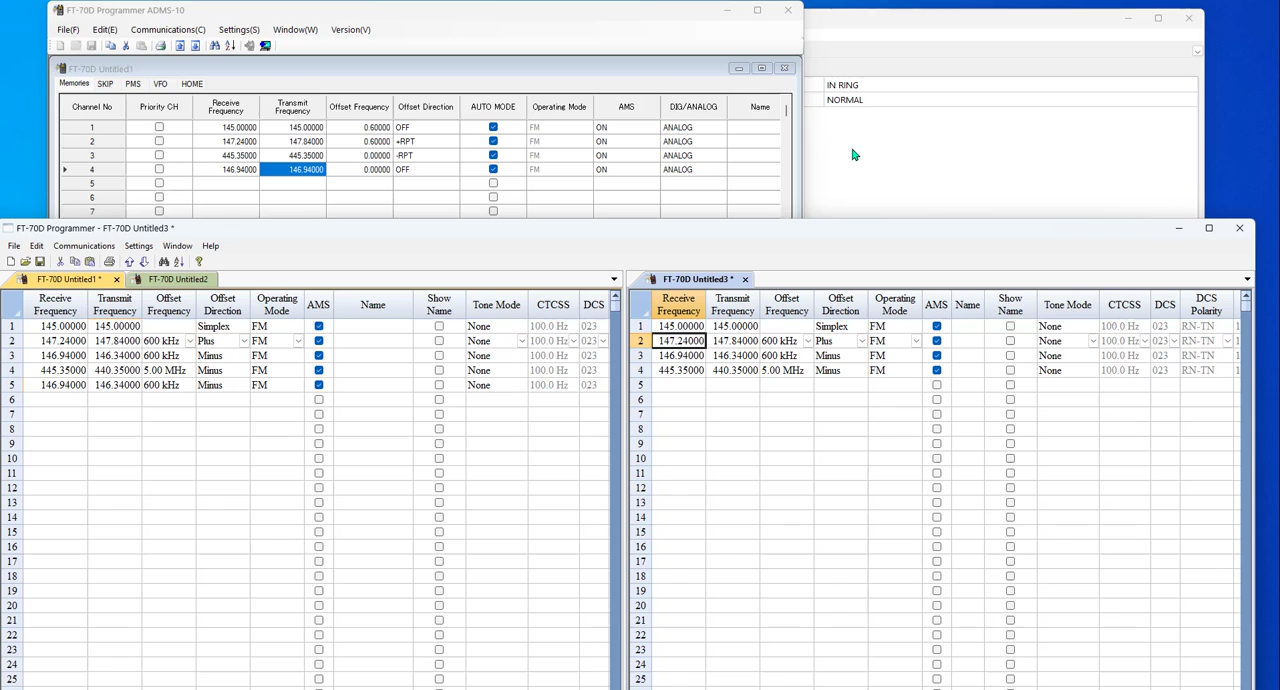 FT-70D Programmer ADMS-10
File(F) Edit(E) Communications(C) Settings(S) Window(W) Version(V)
FT-70D Untitled1
Memories SKIP PMS VFO HOME
Channel No Priority CH Receive Frequency Transmit Frequency Offset Frequency Offset Direction AUTO MODE Operating Mode AMS DIG/ANALOG Name
1 145.00000 145.00000 0.60000 OFF FM ON ANALOG
2 147.24000 147.84000 0.60000 +RPT FM ON ANALOG
3 445.35000 445.35000 0.00000 -RPT FM ON ANALOG
4 146.94000 146.94000 0.00000 OFF FM ON ANALOG
5
6
7
IN RING
NORMAL
FT-70D Programmer - FT-70D Untitled3 *
File Edit Communications Settings Window Help
FT-70D Untitled1 * FT-70D Untitled2
Receive Frequency Transmit Frequency Offset Frequency Offset Direction Operating Mode AMS Name Show Name Tone Mode CTCSS DCS
1 145.00000 145.00000 Simplex FM None 100.0 Hz 023
2 147.24000 147.84000 600 kHz Plus FM None 100.0 Hz 023
3 146.94000 146.34000 600 kHz Minus FM None 100.0 Hz 023
4 445.35000 440.35000 5.00 MHz Minus FM None 100.0 Hz 023
5 146.94000 146.34000 600 kHz Minus FM None 100.0 Hz 023
6
7
8
9
10
11
12
13
14
15
16
17
18
19
20
21
22
23
24
FT-70D Untitled3 *
Receive Frequency Transmit Frequency Offset Frequency Offset Direction Operating Mode AMS Name Show Name Tone Mode CTCSS DCS DCS Polarity
1 145.00000 145.00000 Simplex FM None 100.0 Hz 023 RN-TN
2 147.24000 147.84000 600 kHz Plus FM None 100.0 Hz 023 RN-TN
3 146.94000 146.34000 600 kHz Minus FM None 100.0 Hz 023 RN-TN
4 445.35000 440.35000 5.00 MHz Minus FM None 100.0 Hz 023 RN-TN
5
6
7
8
9
10
11
12
13
14
15
16
17
18
19
20
21
22
23
24
25